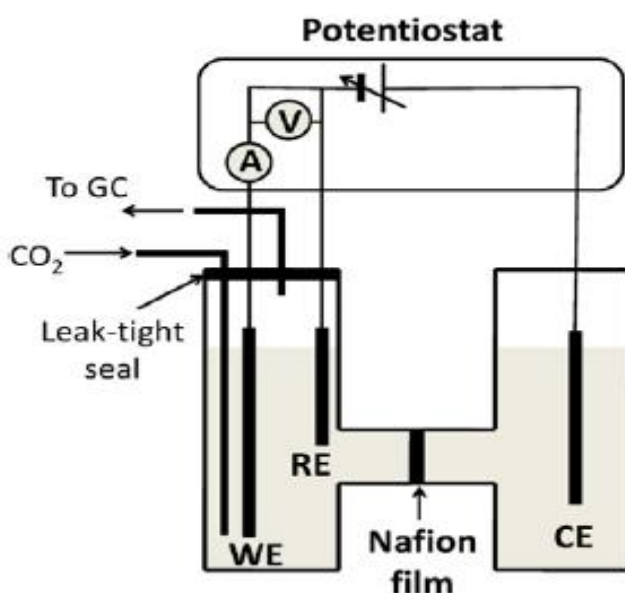 Potentiostat
V
A
To GC
CO₂
Leak-tight
seal
RE
WE
Nafion
film
CE